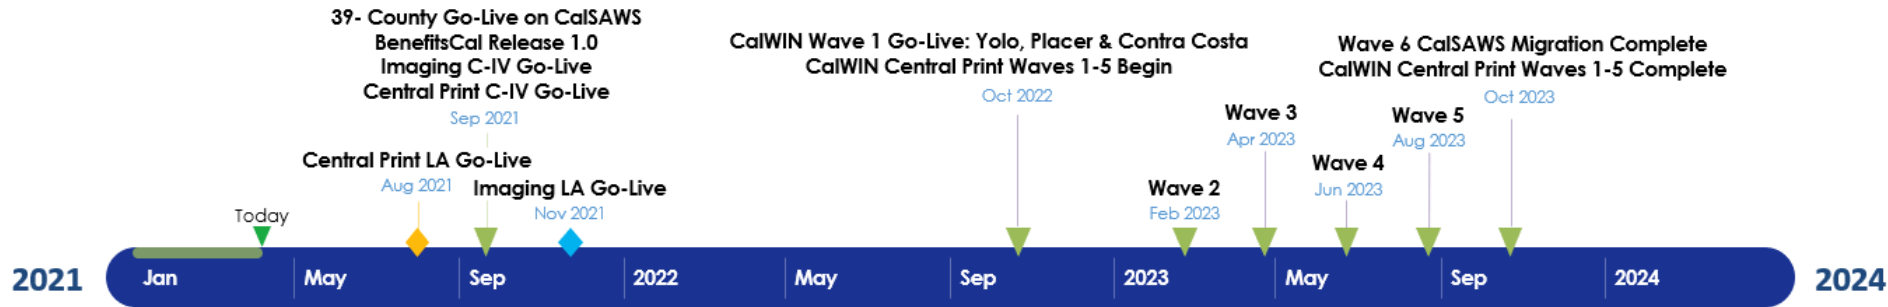 39- County Go-Live on CalSAWS
BenefitsCal Release 1.0
Imaging C-IV Go-Live
Central Print C-IV Go-Live
Sep 2021
Central Print LA Go-Live
Aug 2021
Imaging LA Go-Live
Nov 2021
Today
CalWIN Wave 1 Go-Live: Yolo, Placer & Contra Costa
CalWIN Central Print Waves 1-5 Begin
Oct 2022
Wave 2
Feb 2023
Wave 3
Apr 2023
Wave 4
Jun 2023
Wave 5
Aug 2023
Wave 6 CalSAWS Migration Complete
CalWIN Central Print Waves 1-5 Complete
Oct 2023
2021
Jan
May
Sep
2022
May
Sep
2023
May
Sep
2024
2024